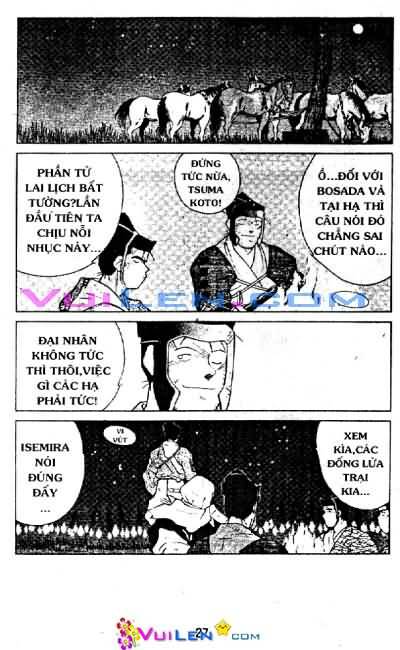 PHẦN TỬ
LAI LỊCH BẤT
TƯỜNG?LẦN
ĐẦU TIÊN TA
CHỊU NỖI
NHỤC NÀY...
ĐỪNG
TỨC NỮA,
TSUMA
KOTO!
Ồ...ĐỐI VỚI
BOSADA VÀ
TẠI HẠ THÌ
CÂU NÓI ĐÓ
CHẲNG SAI
CHÚT NÀO...
VuiLen.com
ĐẠI NHÂN
KHÔNG TỨC
THÌ THÔI,VIỆC
GÌ CÁC HẠ
PHẢI TỨC!
ISEMIRA
NÓI
ĐÚNG
ĐẤY
...
VI
VÚT
XEM
KÌA,CÁC
ĐỐNG LỬA
TRẠI
KIA...
27
VuiLen.com